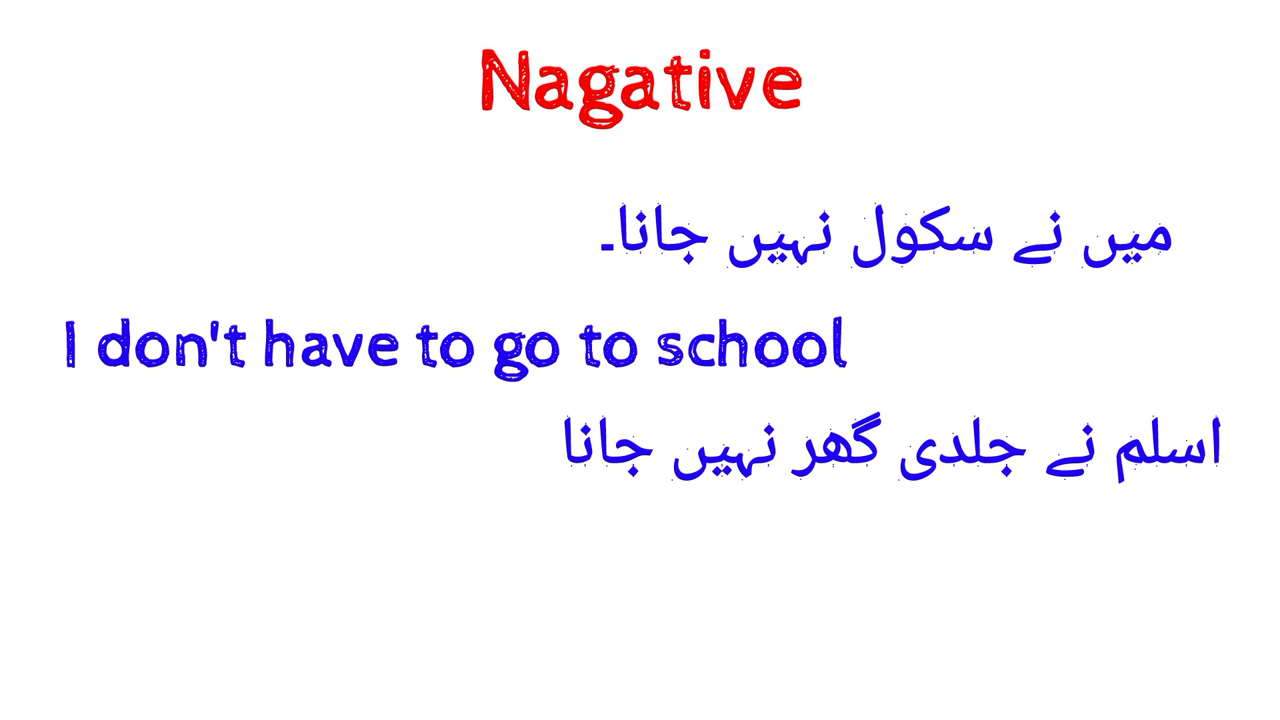 Nagative
میں نے سکول نہیں جانا۔
I don't have to go to school
اسلم نے جلدی گھر نہیں جانا